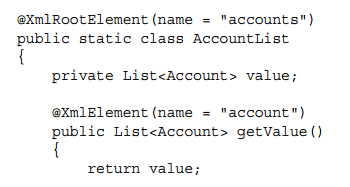 @XmlRootElement(name = "accounts")
public static class AccountList
{
    private List<Account> value;

    @XmlElement(name = "account")
    public List<Account> getValue()
    {
        return value;